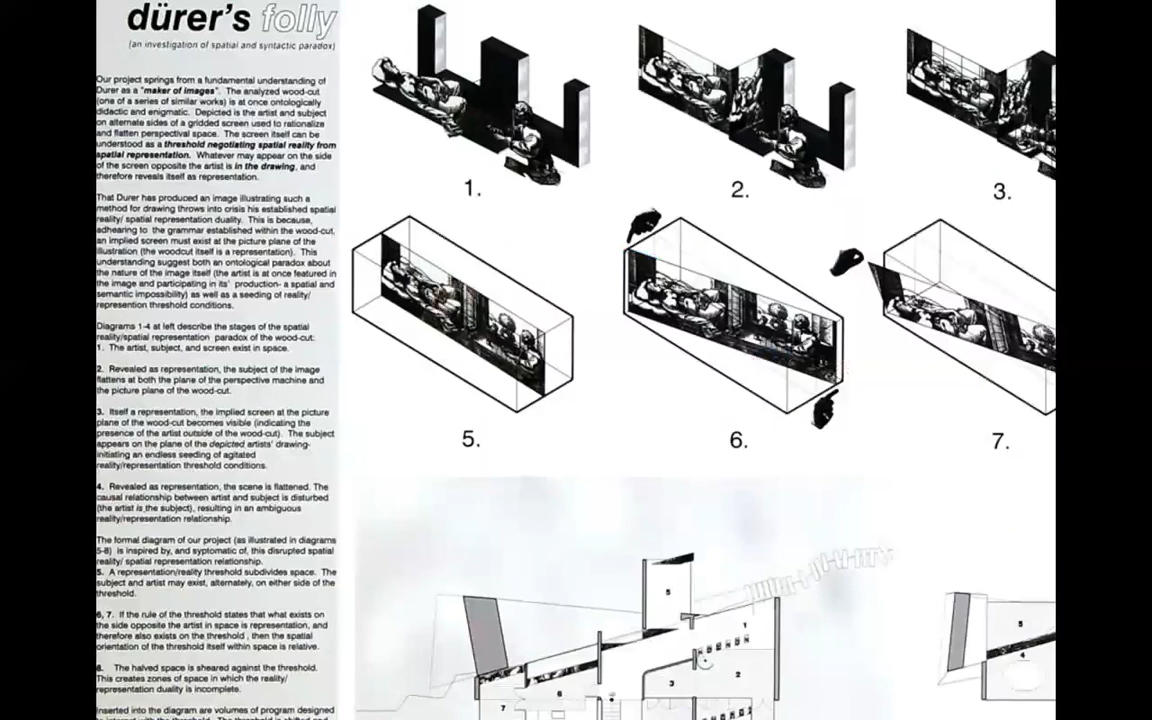 dürer's folly
(an investigation of spatial and syntactic paradox)
Our project springs from a fundamental understanding of
Durer as a "maker of images". The analyzed wood-cut
(one of a series of similar works) is at once ontologically
didactic and enigmatic. Depicted is the artist and subject
on alternate sides of a gridded screen used to rationalize
and flatten perspectival space. The screen itself can be
understood as a threshold negotiating spatial reality from
spatial representation. Whatever may appear on the side
of the screen opposite the artist is in the drawing, and
therefore reveals itself as representation.
That Durer has produced an image illustrating such a
method for drawing throws into crisis his established spatial
reality/ spatial representation duality. This is because,
adhearing to the grammar established within the wood-cut,
an implied screen must exist at the picture plane of the
illustration (the woodcut itself is a representation). This
understanding suggest both an ontological paradox about
the nature of the image itself (the artist is at once featured in
the image and participating in its' production- a spatial and
semantic impossibility) as well as a seeding of reality/
represention threshold conditions.
Diagrams 1-4 at left describe the stages of the spatial
reality/spatial representation paradox of the wood-cut:
1. The artist, subject, and screen exist in space.
2. Revealed as representation, the subject of the image
flattens at both the plane of the perspective machine and
the picture plane of the wood-cut.
3. Itself a representation, the implied screen at the picture
plane of the wood-cut becomes visible (indicating the
presence of the artist outside of the wood-cut). The subject
appears on the plane of the depicted artists' drawing-
initiating an endless seeding of agitated
reality/representation threshold conditions.
4. Revealed as representation, the scene is flattened. The
causal relationship between artist and subject is disturbed
(the artist is the subject), resulting in an ambiguous
reality/representation relationship.
The formal diagram of our project (as illustrated in diagrams
5-8) is inspired by, and syptomatic of, this disrupted spatial
reality/ spatial representation relationship.
5. A representation/reality threshold subdivides space. The
subject and artist may exist, alternately, on either side of the
threshold.
6, 7. If the rule of the threshold states that what exists on
the side opposite the artist in space is representation, and
therefore also exists on the threshold , then the spatial
orientation of the threshold itself within space is relative.
8. The halved space is sheared against the threshold.
This creates zones of space in which the reality/
representation duality is incomplete.
Inserted into the diagram are volumes of program designed
1.
2.
3.
5.
6.
7.
5
1
2
3
6
7
5
4